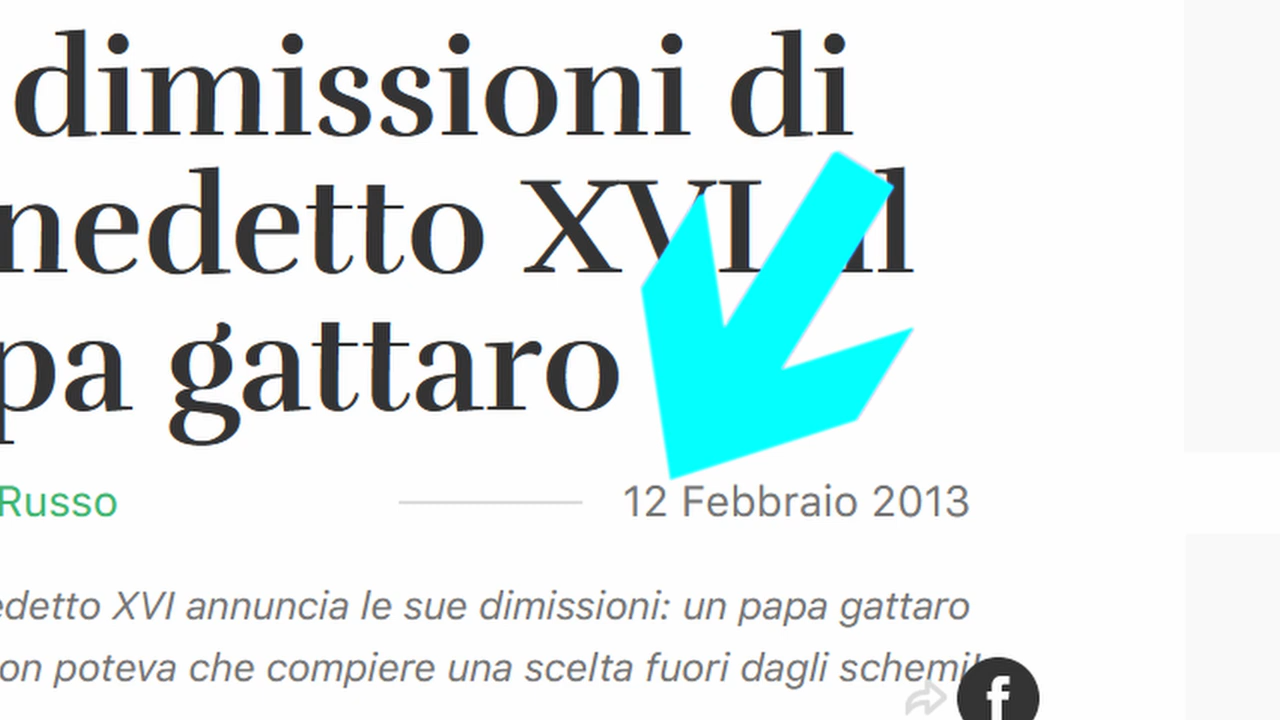 dimissioni di
nedetto XVI il
pa gattaro
Russo
12 Febbraio 2013
edetto XVI annuncia le sue dimissioni: un papa gattaro
on poteva che compiere una scelta fuori dagli schemi!
f